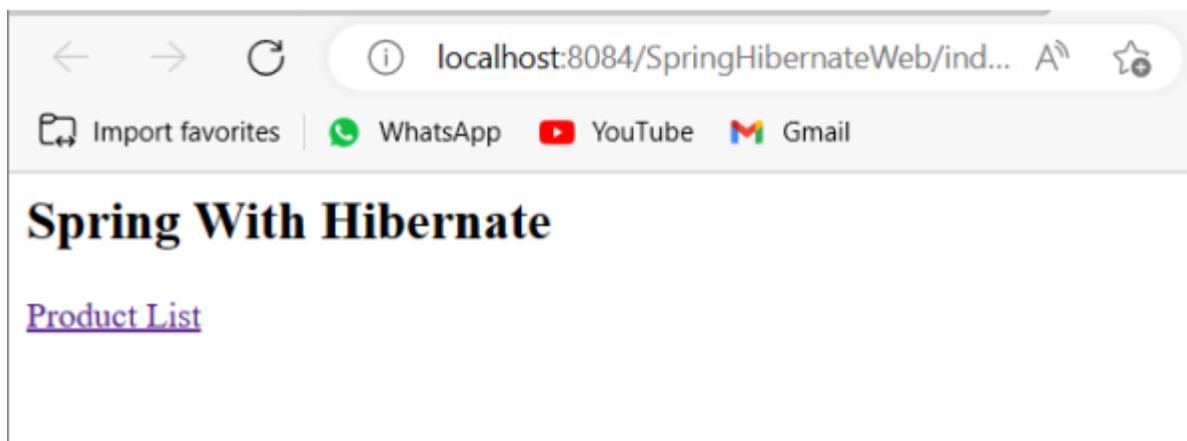 localhost:8084/SpringHibernateWeb/ind...
Import favorites WhatsApp YouTube Gmail
Spring With Hibernate
Product List